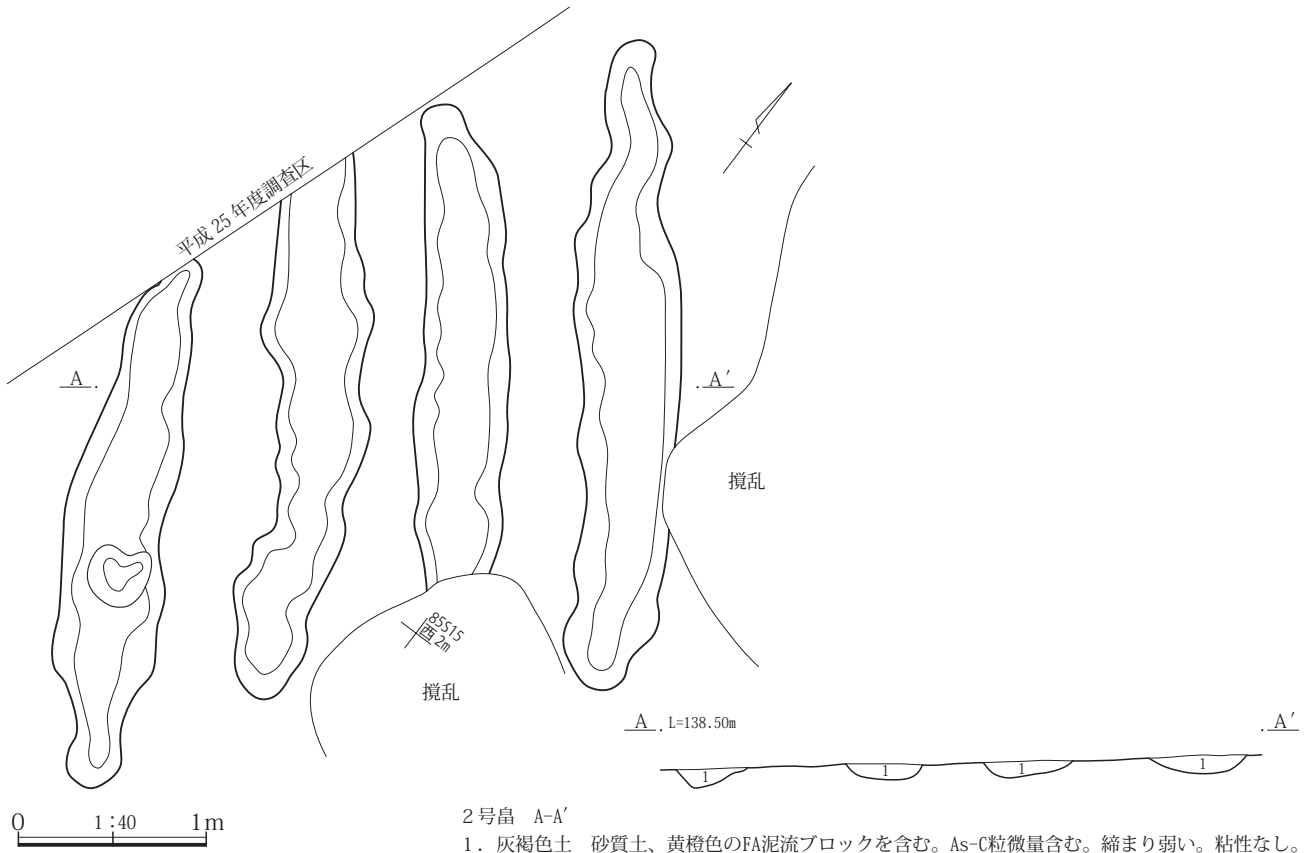 平成 25 年度調査区
A
A′
撹乱
85S15
西 2m
撹乱
A L=138.50m A′
1 1 1 1
0 1:40 1m
2号畠 A-A′
1. 灰褐色土 砂質土、黄橙色のFA泥流ブロックを含む。As-C粒微量含む。締まり弱い。粘性なし。